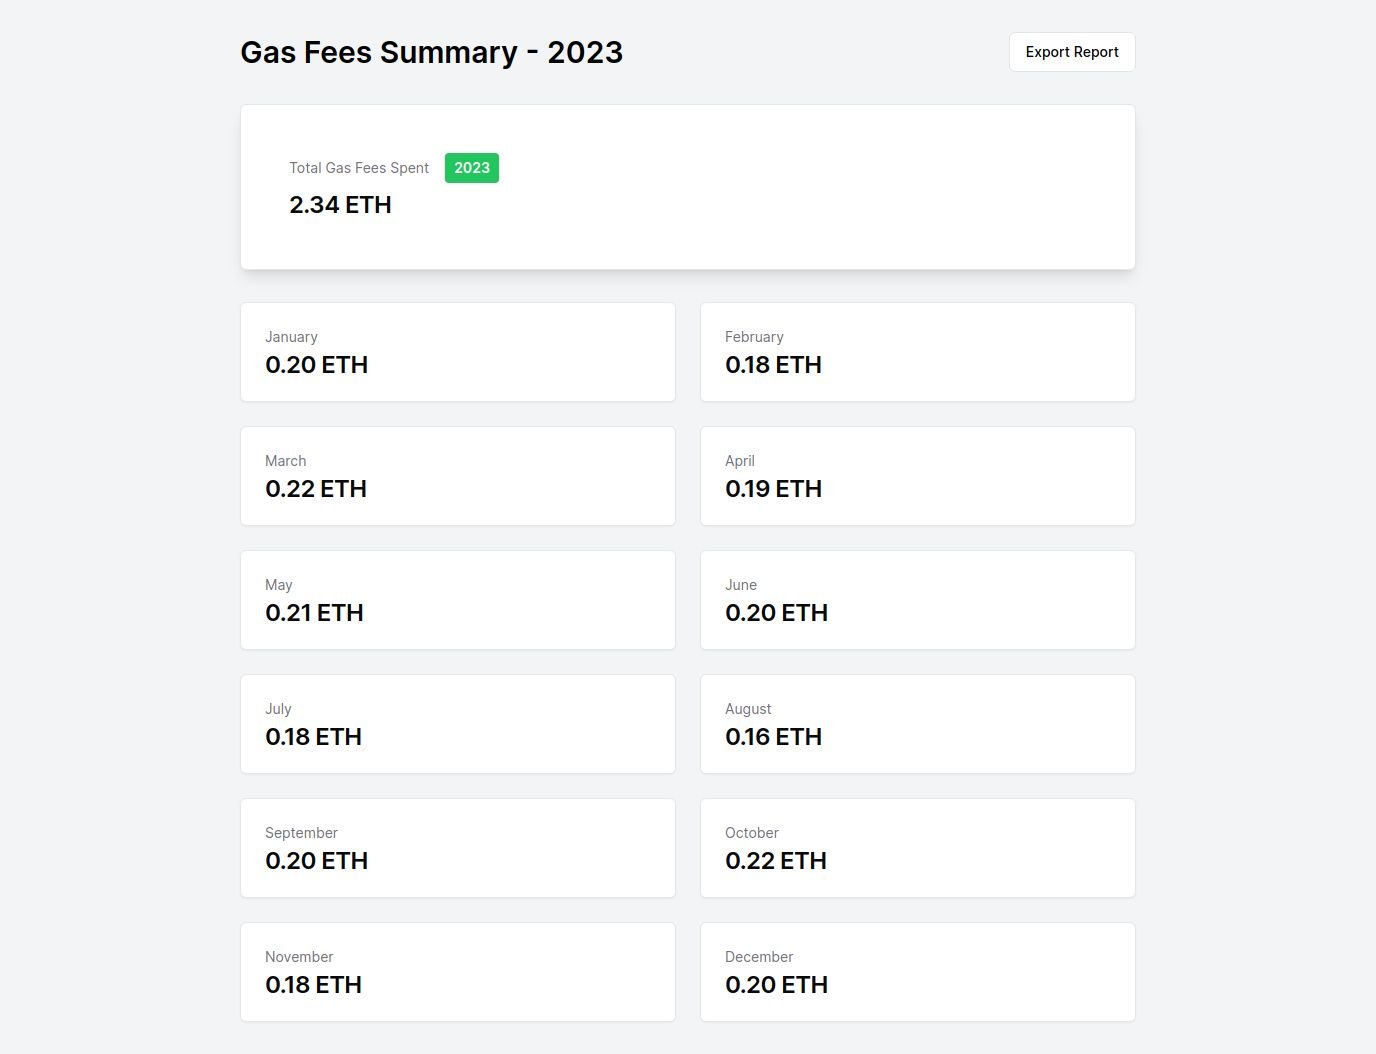 Gas Fees Summary - 2023
Export Report
Total Gas Fees Spent 2023
2.34 ETH
January
0.20 ETH
February
0.18 ETH
March
0.22 ETH
April
0.19 ETH
May
0.21 ETH
June
0.20 ETH
July
0.18 ETH
August
0.16 ETH
September
0.20 ETH
October
0.22 ETH
November
0.18 ETH
December
0.20 ETH